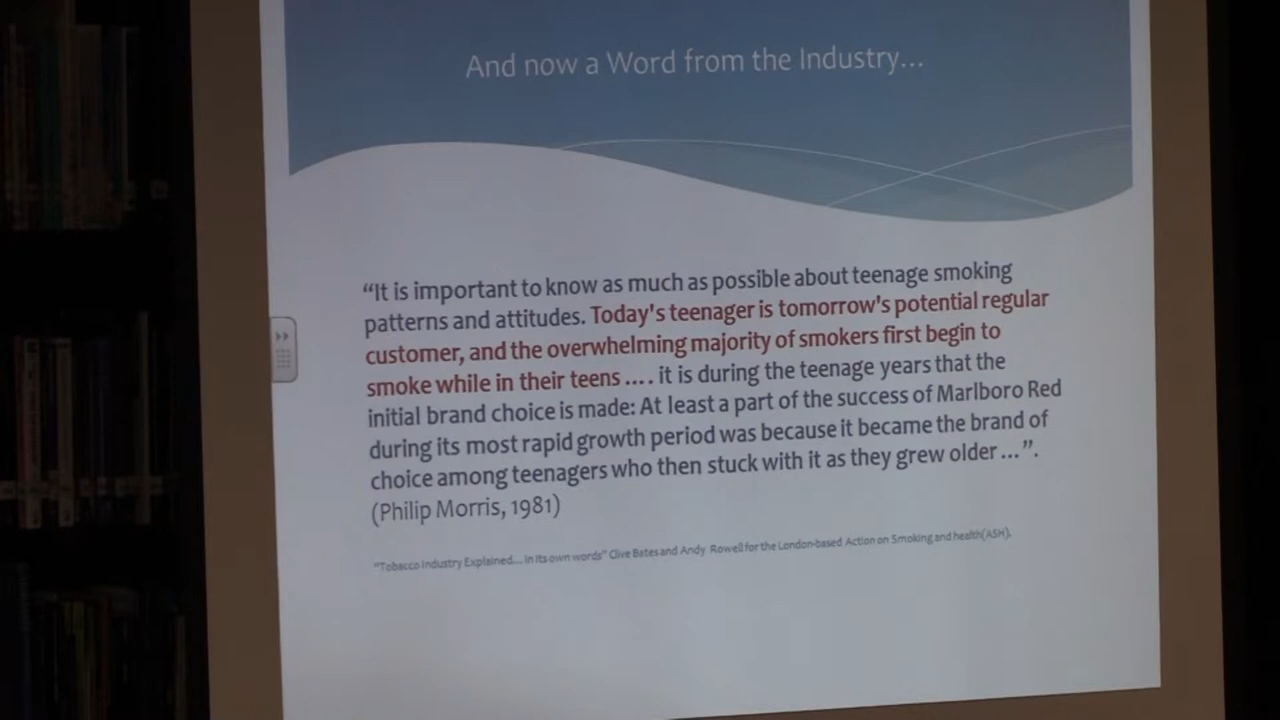 And now a Word from the Industry...
“It is important to know as much as possible about teenage smoking
patterns and attitudes. Today's teenager is tomorrow's potential regular
customer, and the overwhelming majority of smokers first begin to
smoke while in their teens .... it is during the teenage years that the
initial brand choice is made: At least a part of the success of Marlboro Red
during its most rapid growth period was because it became the brand of
choice among teenagers who then stuck with it as they grew older ...”.
(Philip Morris, 1981)
“Tobacco Industry Explained.... In Its own words” Clive Bates and Andy Rowell for the London-based Action on Smoking and health(ASH).